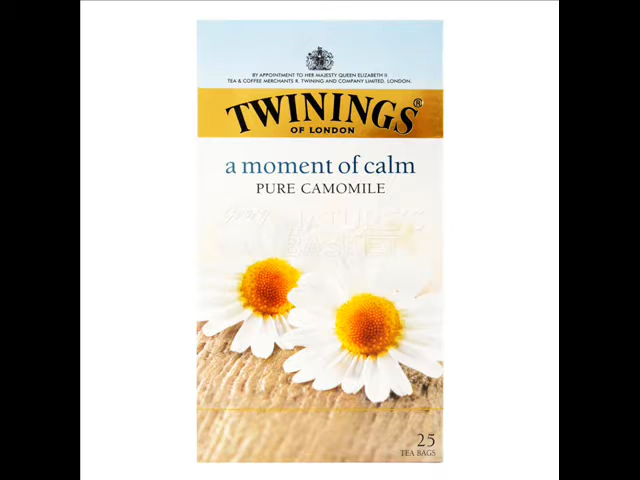 BY APPOINTMENT TO HER MAJESTY QUEEN ELIZABETH II
TEA & COFFEE MERCHANTS R. TWINING AND COMPANY LIMITED. LONDON.
TWININGS®
OF LONDON
a moment of calm
PURE CAMOMILE
BASKET
25
TEA BAGS